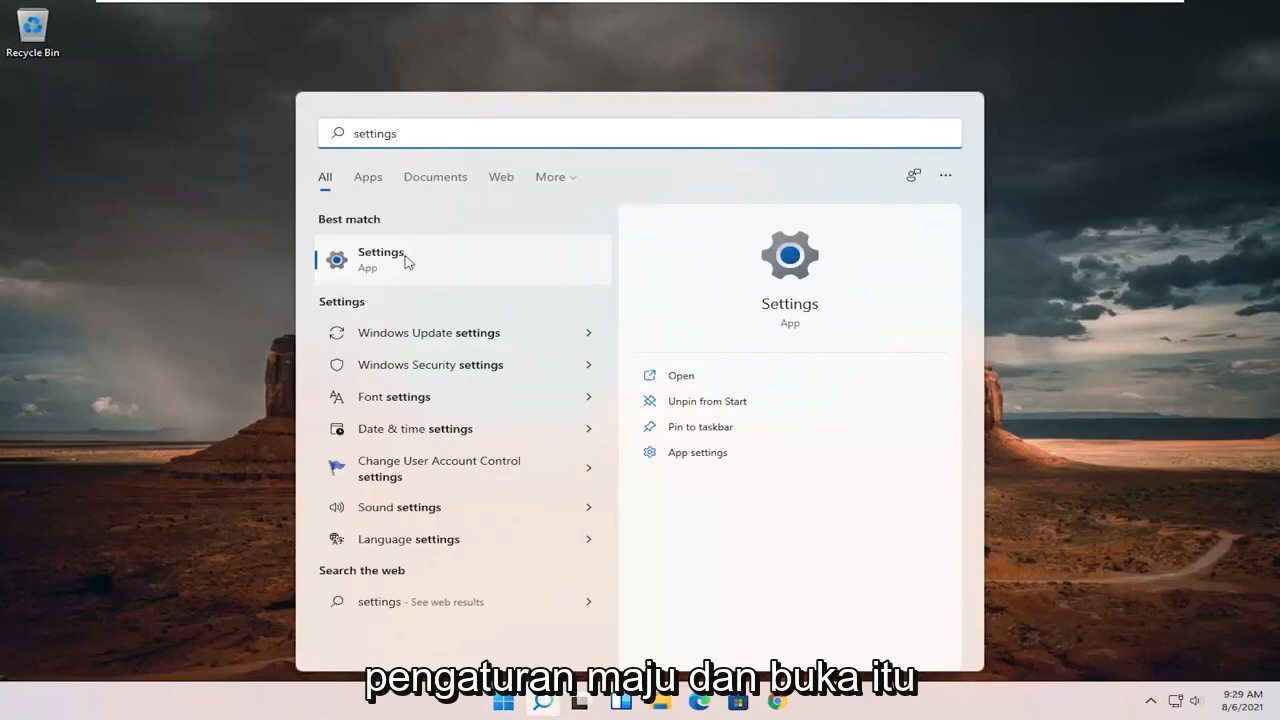 Recycle Bin
settings
All Apps Documents Web More
Best match
Settings
App
Settings
Windows Update settings
Windows Security settings
Font settings
Date & time settings
Change User Account Control
settings
Sound settings
Language settings
Search the web
settings - See web results
Settings
App
Open
Unpin from Start
Pin to taskbar
App settings
pengaturan maju dan buka itu
9:29 AM
8/6/2021